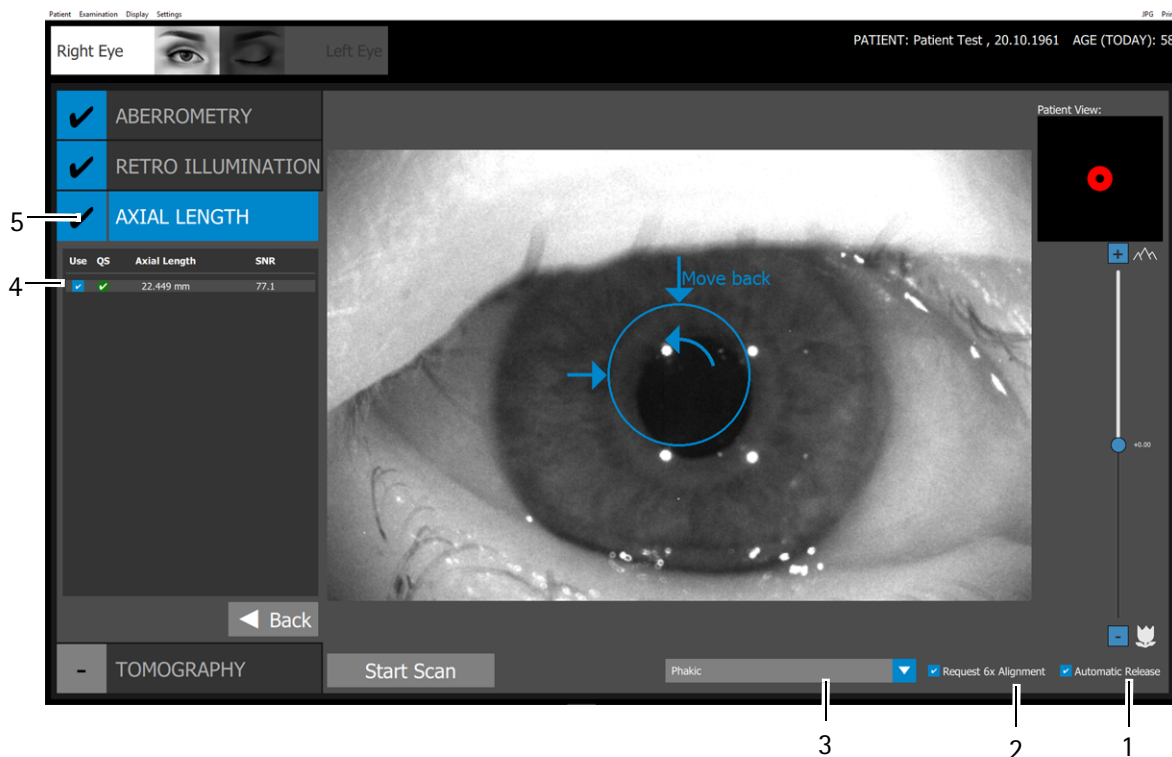 Patient Examination Display Settings JPG
Right Eye Left Eye PATIENT: Patient Test , 20.10.1961 AGE (TODAY): 58
ABERROMETRY
Patient View:
RETRO ILLUMINATION
5
AXIAL LENGTH
Use QS Axial Length SNR
+
4
22.449 mm 77.1
Move back
+0.00
Back
-
- TOMOGRAPHY
Start Scan
Phakic
Request 6x Alignment
Automatic Release
3 2 1